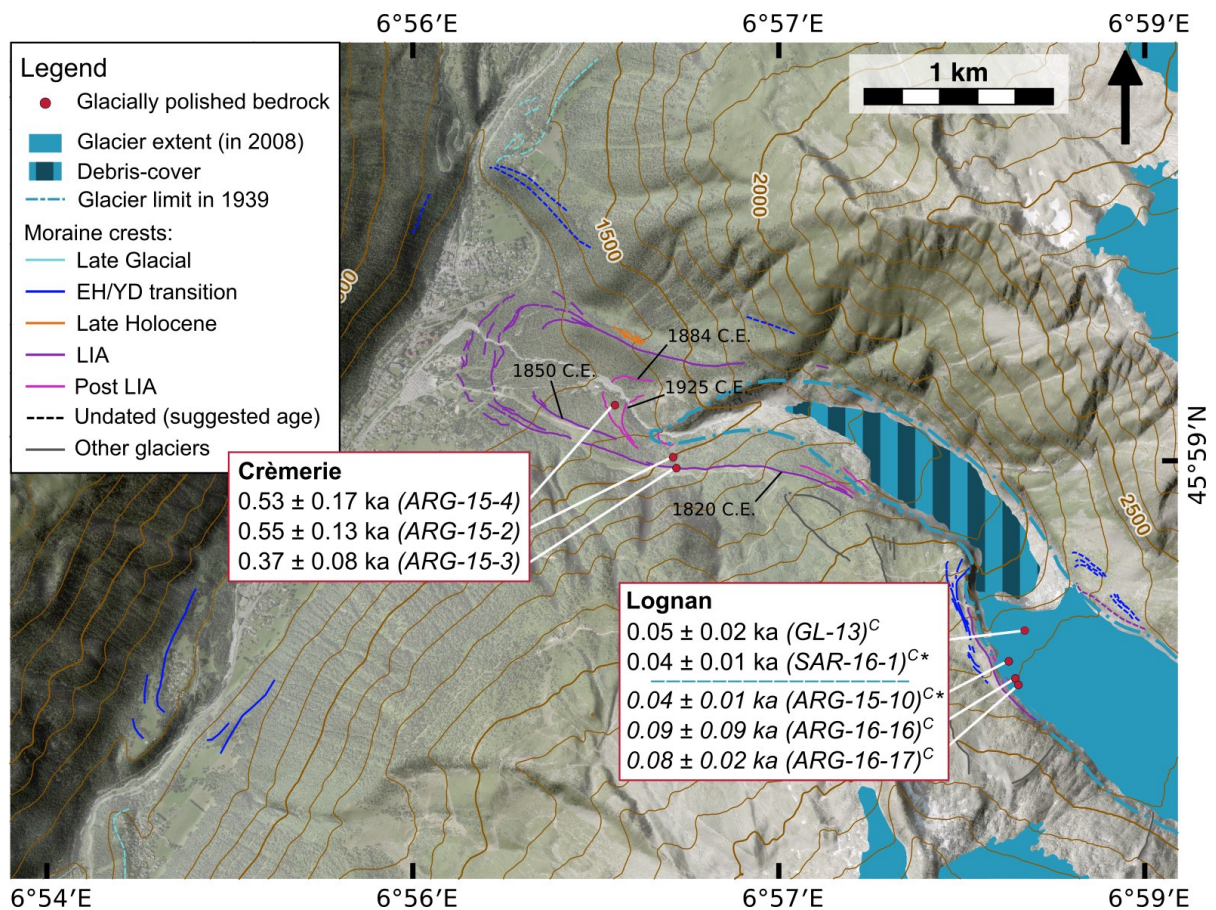 6°56′E
6°57′E
6°59′E
Legend
Glacially polished bedrock
Glacier extent (in 2008)
Debris-cover
Glacier limit in 1939
Moraine crests:
Late Glacial
EH/YD transition
Late Holocene
LIA
Post LIA
Undated (suggested age)
Other glaciers
1 km
2000
1500
00
1884 C.E.
1850 C.E.
1925 C.E.
45°59′N
Crèmerie
0.53 ± 0.17 ka (ARG-15-4)
0.55 ± 0.13 ka (ARG-15-2)
0.37 ± 0.08 ka (ARG-15-3)
1820 C.E.
2500
Lognan
0.05 ± 0.02 ka (GL-13)ᶜ
0.04 ± 0.01 ka (SAR-16-1)ᶜ*
0.04 ± 0.01 ka (ARG-15-10)ᶜ*
0.09 ± 0.09 ka (ARG-16-16)ᶜ
0.08 ± 0.02 ka (ARG-16-17)ᶜ
6°54′E
6°56′E
6°57′E
6°59′E